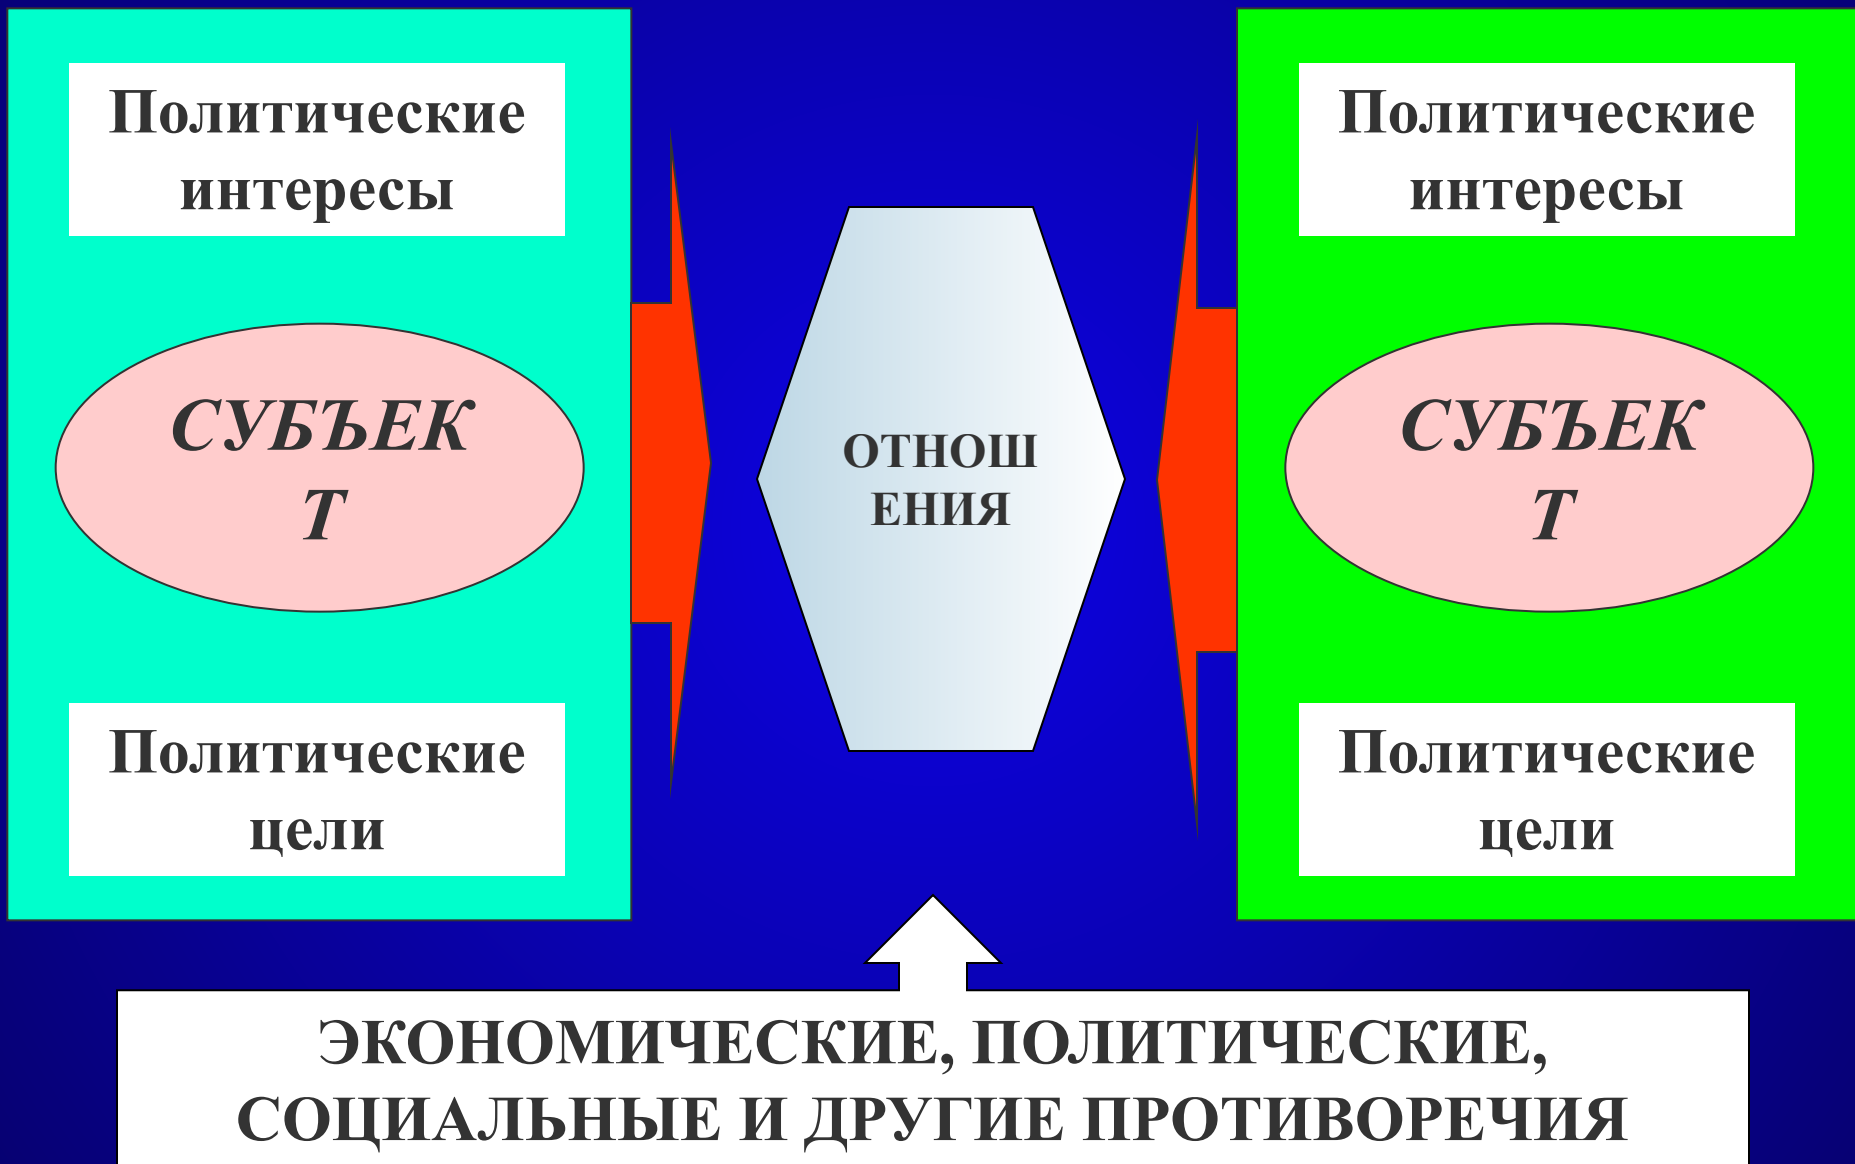 Политические
интересы
СУБЪЕК
Т
Политические
цели
ОТНОШ
ЕНИЯ
Политические
интересы
СУБЪЕК
Т
Политические
цели
ЭКОНОМИЧЕСКИЕ, ПОЛИТИЧЕСКИЕ,
СОЦИАЛЬНЫЕ И ДРУГИЕ ПРОТИВОРЕЧИЯ